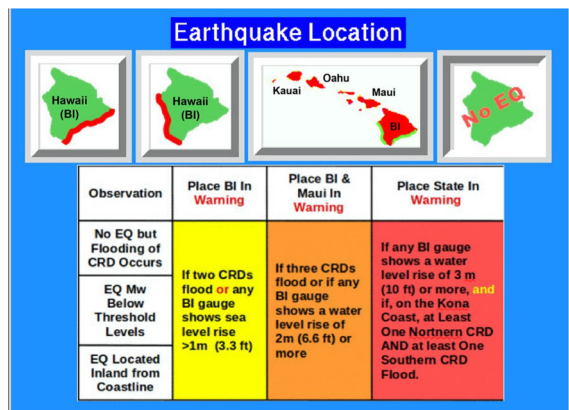 Earthquake Location
Hawaii
(BI)
Hawaii
(BI)
Kauai
Oahu
Maui
BI
No EQ
Observation
Place BI In
Warning
Place BI &
Maui In
Warning
Place State In
Warning
No EQ but
Flooding of
CRD Occurs
EQ Mw
Below
Threshold
Levels
EQ Located
Inland from
Coastline
If two CRDs
flood or any
BI gauge
shows sea
level rise
>1m (3.3 ft)
If three CRDs
flood or if any
BI gauge
shows a water
level rise of
2m (6.6 ft) or
more
If any BI gauge
shows a water
level rise of 3 m
(10 ft) or more, and
if, on the Kona
Coast, at Least
One Nortnern CRD
AND at least One
Southern CRD
Flood.